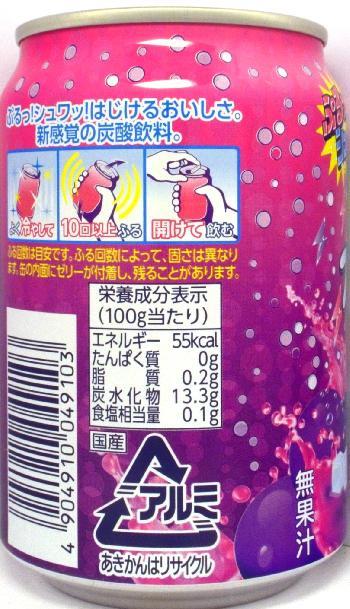 ぷるっ!シュワッ!はじけるおいしさ。
新感覚の炭酸飲料。
よく冷やして
10回以上ふる
開けて飲む
ふる回数は目安です。ふる回数によって、固さは異なり
ます。缶の内面にゼリーが付着し、残ることがあります。
栄養成分表示
(100g当たり)
エネルギー 55kcal
たんぱく質 0g
脂質 0.2g
炭水化物 13.3g
食塩相当量 0.1g
国産
アルミ
あきかんはリサイクル
4 904910 049103
無果汁